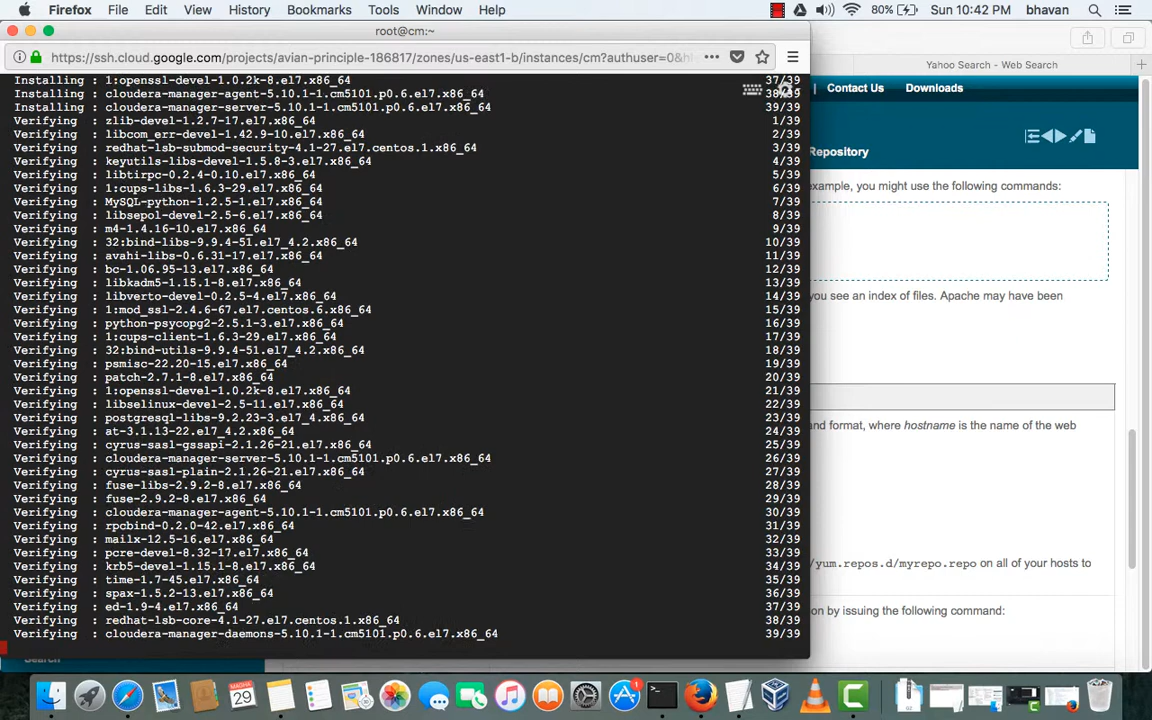 Firefox File Edit View History Bookmarks Tools Window Help 80% Sun 10:42 PM bhavan
root@cm:~
https://ssh.cloud.google.com/projects/avian-principle-186817/zones/us-east1-b/instances/cm?authuser=0&hl
Yahoo Search - Web Search
Contact Us Downloads
Repository
Installing : 1:openssl-devel-1.0.2k-8.el7.x86_64 37/39
Installing : cloudera-manager-agent-5.10.1-1.cm5101.p0.6.el7.x86_64 38/39
Installing : cloudera-manager-server-5.10.1-1.cm5101.p0.6.el7.x86_64 39/39
Verifying : zlib-devel-1.2.7-17.el7.x86_64 1/39
Verifying : libcom_err-devel-1.42.9-10.el7.x86_64 2/39
Verifying : redhat-lsb-submod-security-4.1-27.el7.centos.1.x86_64 3/39
Verifying : keyutils-libs-devel-1.5.8-3.el7.x86_64 4/39
Verifying : libtirpc-0.2.4-0.10.el7.x86_64 5/39
Verifying : 1:cups-libs-1.6.3-29.el7.x86_64 6/39
Verifying : MySQL-python-1.2.5-1.el7.x86_64 7/39
Verifying : libsepol-devel-2.5-6.el7.x86_64 8/39
Verifying : m4-1.4.16-10.el7.x86_64 9/39
Verifying : 32:bind-libs-9.9.4-51.el7_4.2.x86_64 10/39
Verifying : avahi-libs-0.6.31-17.el7.x86_64 11/39
Verifying : bc-1.06.95-13.el7.x86_64 12/39
Verifying : libkadm5-1.15.1-8.el7.x86_64 13/39
Verifying : libverto-devel-0.2.5-4.el7.x86_64 14/39
Verifying : 1:mod_ssl-2.4.6-67.el7.centos.6.x86_64 15/39
Verifying : python-psycopg2-2.5.1-3.el7.x86_64 16/39
Verifying : 1:cups-client-1.6.3-29.el7.x86_64 17/39
Verifying : 32:bind-utils-9.9.4-51.el7_4.2.x86_64 18/39
Verifying : psmisc-22.20-15.el7.x86_64 19/39
Verifying : patch-2.7.1-8.el7.x86_64 20/39
Verifying : 1:openssl-devel-1.0.2k-8.el7.x86_64 21/39
Verifying : libselinux-devel-2.5-11.el7.x86_64 22/39
Verifying : postgresql-libs-9.2.23-3.el7_4.x86_64 23/39
Verifying : at-3.1.13-22.el7_4.2.x86_64 24/39
Verifying : cyrus-sasl-gssapi-2.1.26-21.el7.x86_64 25/39
Verifying : cloudera-manager-server-5.10.1-1.cm5101.p0.6.el7.x86_64 26/39
Verifying : cyrus-sasl-plain-2.1.26-21.el7.x86_64 27/39
Verifying : fuse-libs-2.9.2-8.el7.x86_64 28/39
Verifying : fuse-2.9.2-8.el7.x86_64 29/39
Verifying : cloudera-manager-agent-5.10.1-1.cm5101.p0.6.el7.x86_64 30/39
Verifying : rpcbind-0.2.0-42.el7.x86_64 31/39
Verifying : mailx-12.5-16.el7.x86_64 32/39
Verifying : pcre-devel-8.32-17.el7.x86_64 33/39
Verifying : krb5-devel-1.15.1-8.el7.x86_64 34/39
Verifying : time-1.7-45.el7.x86_64 35/39
Verifying : spax-1.5.2-13.el7.x86_64 36/39
Verifying : ed-1.9-4.el7.x86_64 37/39
Verifying : redhat-lsb-core-4.1-27.el7.centos.1.x86_64 38/39
Verifying : cloudera-manager-daemons-5.10.1-1.cm5101.p0.6.el7.x86_64 39/39
example, you might use the following commands:
you see an index of files. Apache may have been
and format, where hostname is the name of the web
/yum.repos.d/myrepo.repo on all of your hosts to
on by issuing the following command:
Search
MAGHA
29
1